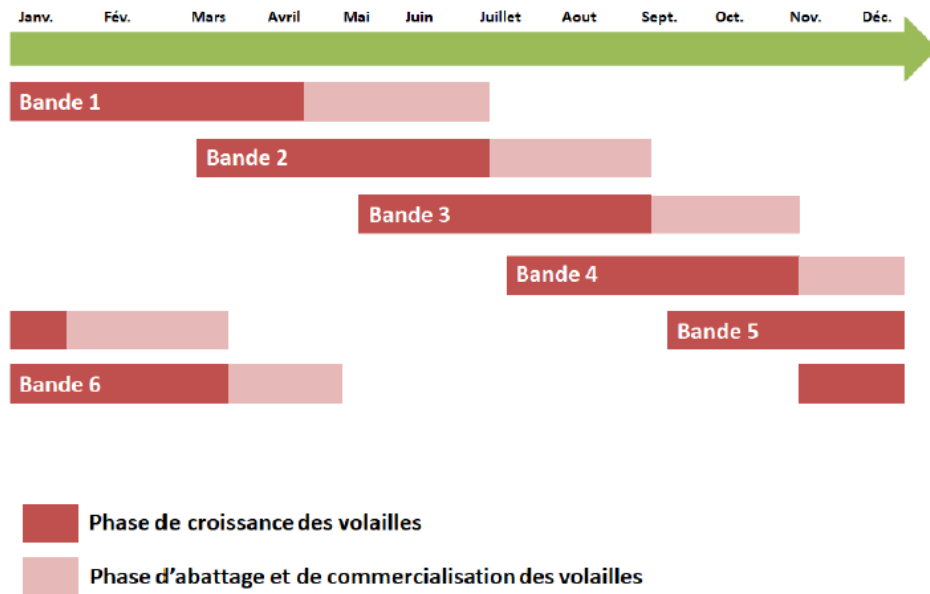 Janv. Fév. Mars Avril Mai Juin Juillet Aout Sept. Oct. Nov. Déc.
Bande 1
Bande 2
Bande 3
Bande 4
Bande 5
Bande 6
Phase de croissance des volailles
Phase d'abattage et de commercialisation des volailles